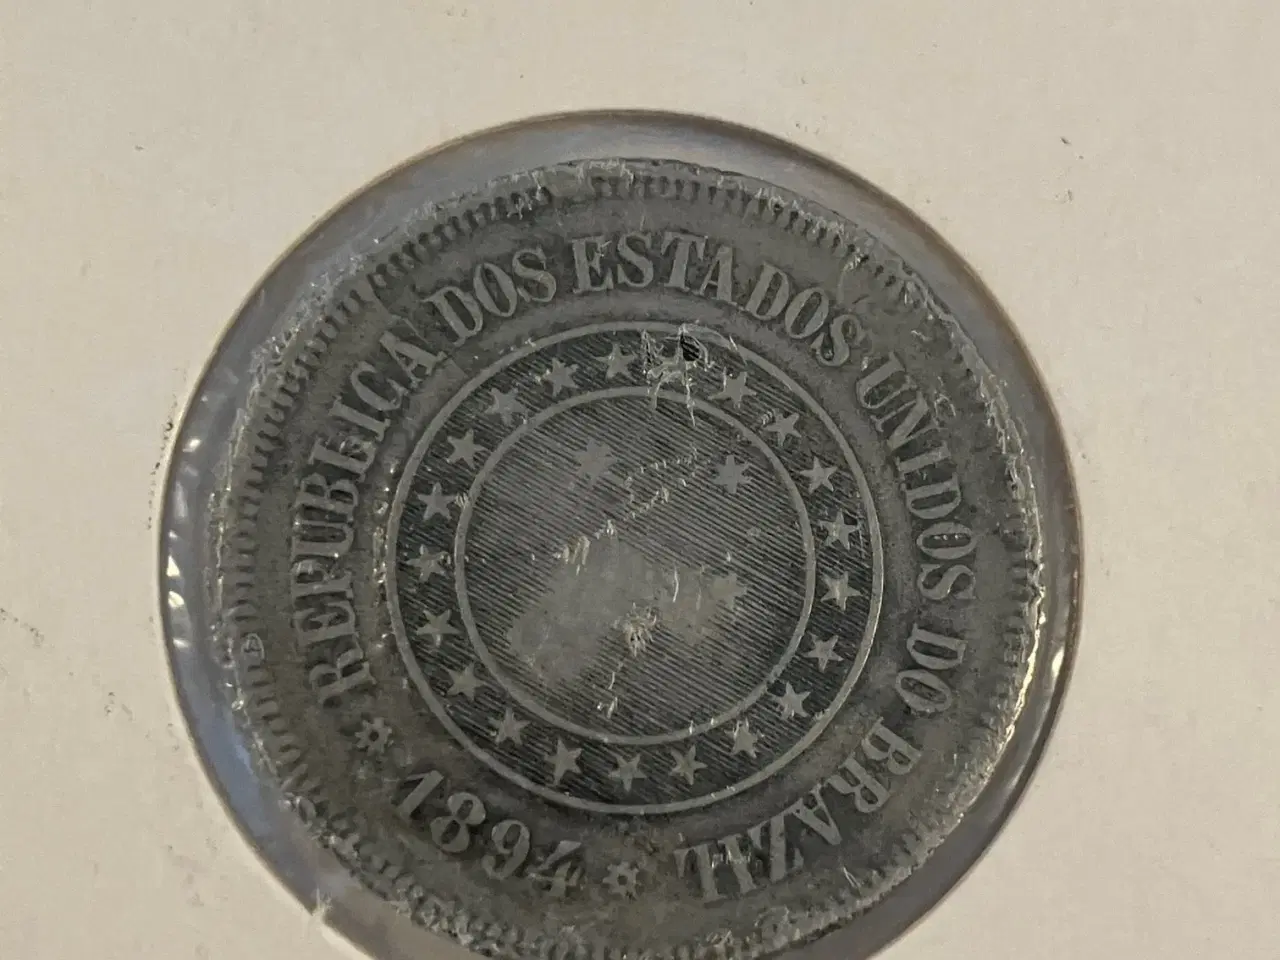 REPUBLICA DOS ESTADOS UNIDOS DO BRAZIL
1894